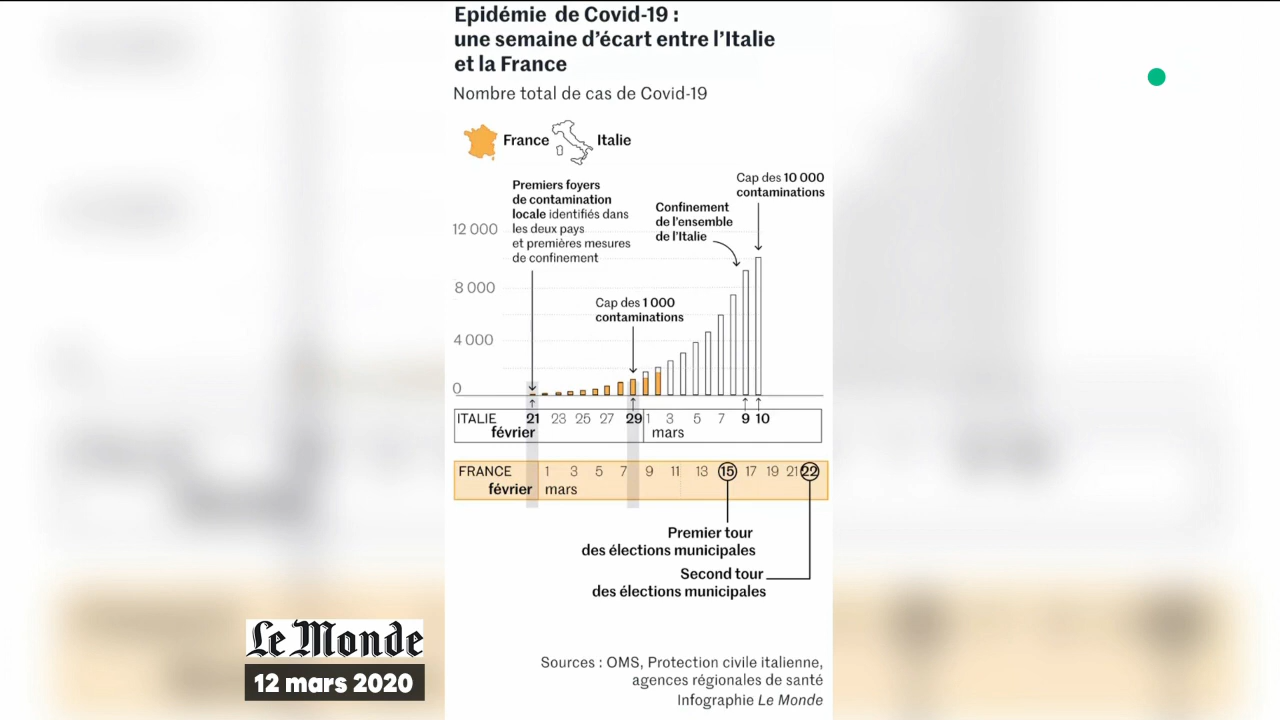 Epidémie de Covid-19 :
une semaine d'écart entre l'Italie
et la France
Nombre total de cas de Covid-19
France Italie
Cap des 10 000
contaminations
Premiers foyers
de contamination
locale identifiés dans
les deux pays
et premières mesures
de confinement
Confinement
de l'ensemble
de l'Italie
Cap des 1 000
contaminations
12 000
8 000
4 000
0
ITALIE 21 23 25 27 29 1 3 5 7 9 10
février mars
FRANCE 1 3 5 7 9 11 13 15 17 19 21 22
février mars
Premier tour
des élections municipales
Second tour
des élections municipales
Le Monde
12 mars 2020
Sources : OMS, Protection civile italienne,
agences régionales de santé
Infographie Le Monde